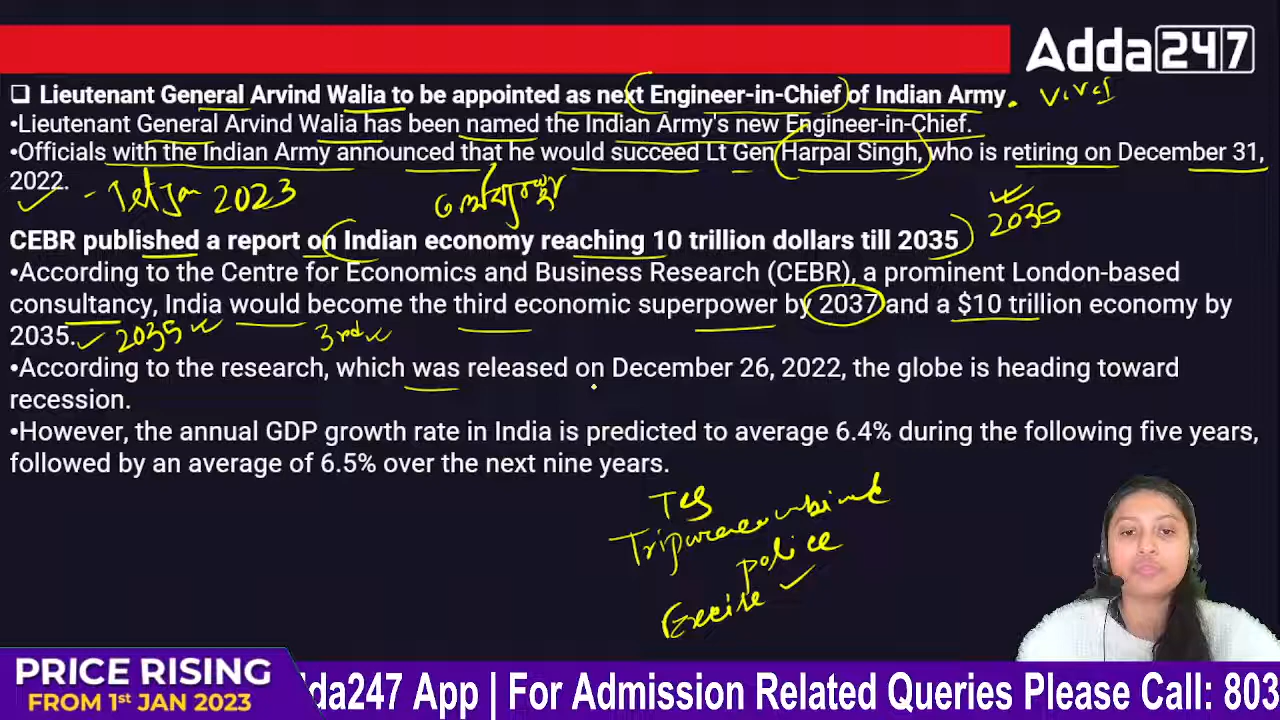 Adda247
❑ Lieutenant General Arvind Walia to be appointed as next Engineer-in-Chief of Indian Army.
•Lieutenant General Arvind Walia has been named the Indian Army's new Engineer-in-Chief.
•Officials with the Indian Army announced that he would succeed Lt Gen Harpal Singh, who is retiring on December 31,
2022.
Jan 2023
2035
CEBR published a report on Indian economy reaching 10 trillion dollars till 2035
•According to the Centre for Economics and Business Research (CEBR), a prominent London-based
consultancy, India would become the third economic superpower by 2037 and a $10 trillion economy by
2035.
2035 3rd
•According to the research, which was released on December 26, 2022, the globe is heading toward
recession.
•However, the annual GDP growth rate in India is predicted to average 6.4% during the following five years,
followed by an average of 6.5% over the next nine years.
police
PRICE RISING
FROM 1ST JAN 2023
dda247 App | For Admission Related Queries Please Call: 803